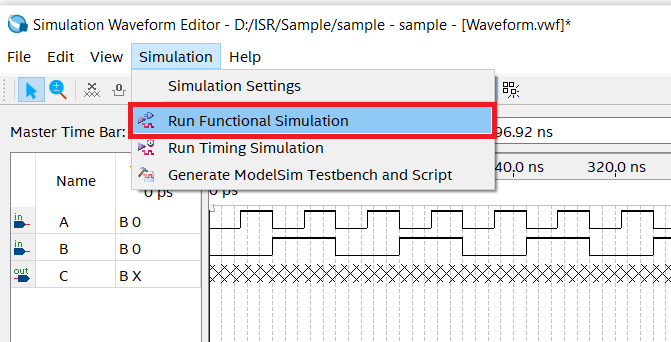 Simulation Waveform Editor - D:/ISR/Sample/sample - sample - [Waveform.vwf]*
File Edit View Simulation Help
Simulation Settings
Master Time Bar: Run Functional Simulation 96.92 ns
Run Timing Simulation
Name 40,0 ns 320,0 ns
Generate ModelSim Testbench and Script
0 ps 0 ps
in A B 0
in B B 0
out C B X